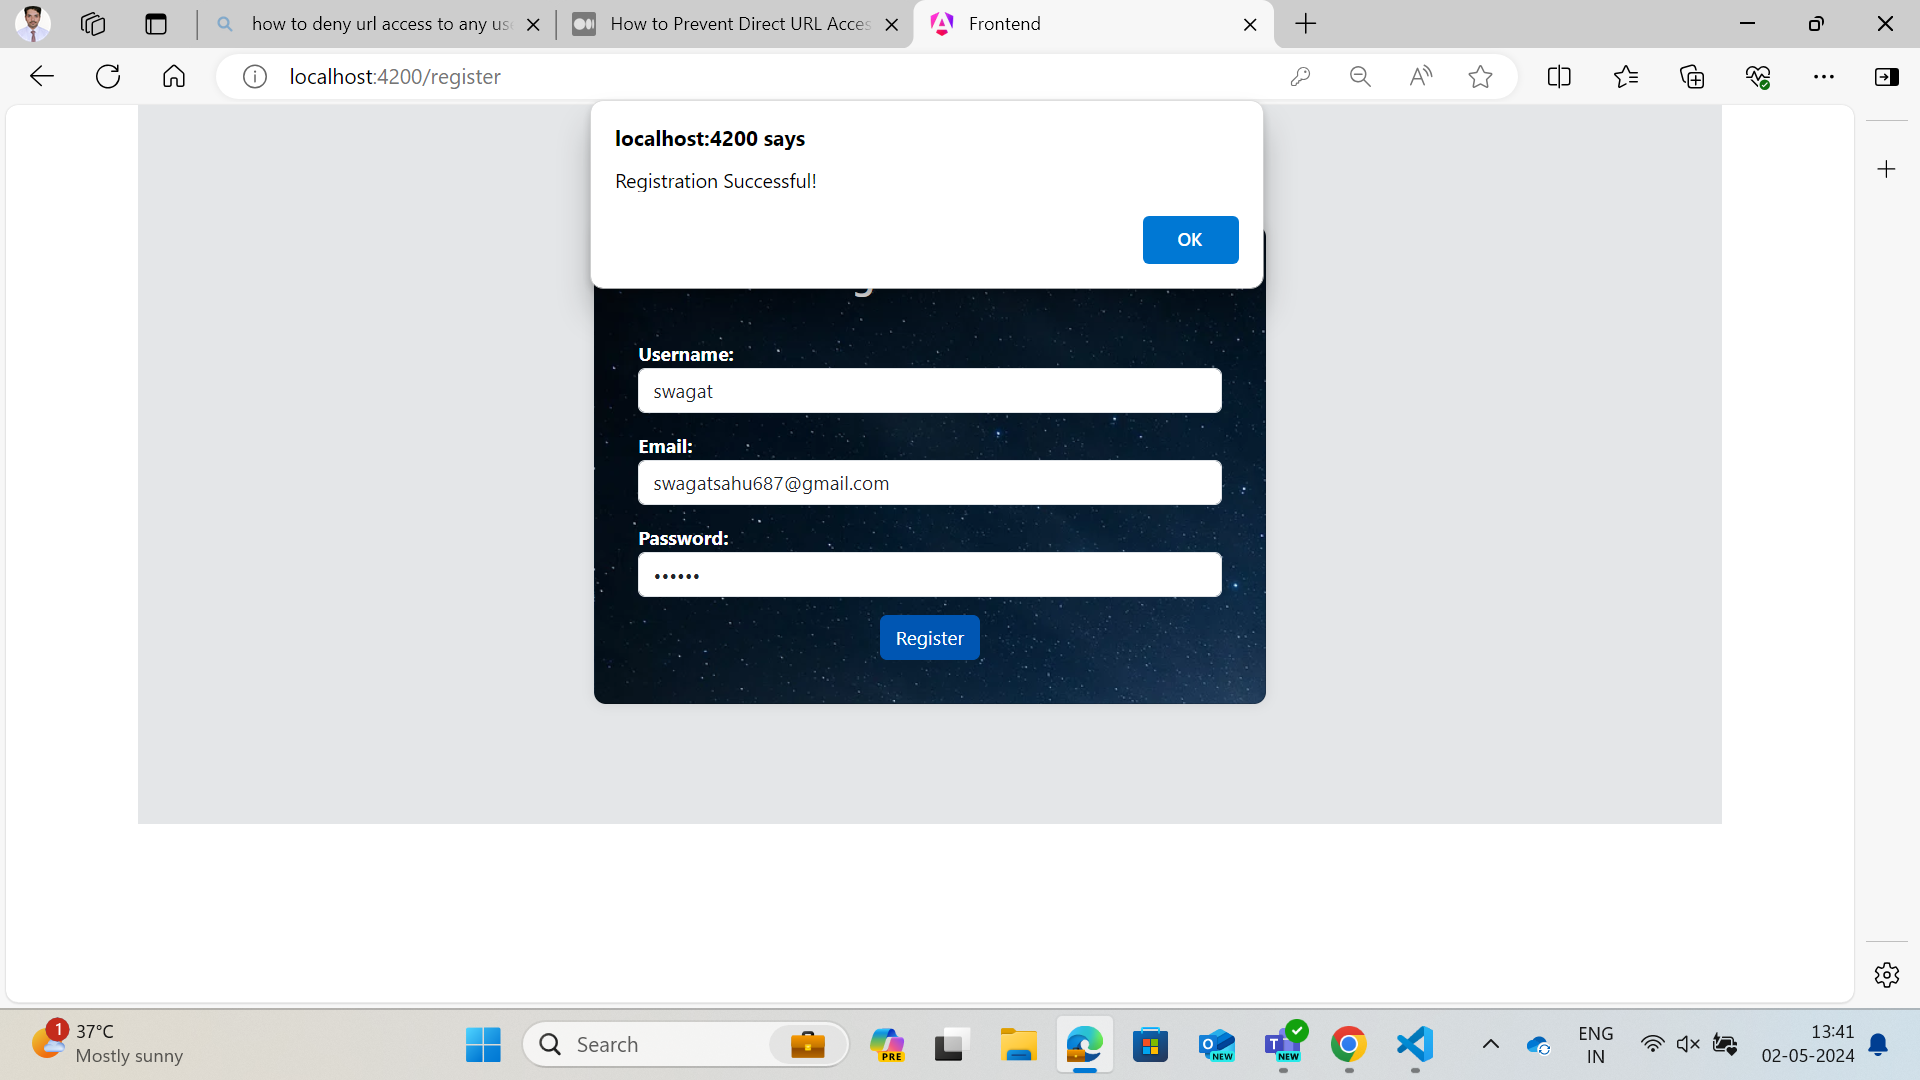 how to deny url access to any use
How to Prevent Direct URL Acces
Frontend
localhost:4200/register
localhost:4200 says
Registration Successful!
OK
Username:
swagat
Email:
swagatsahu687@gmail.com
Password:
Register
1
37°C
Mostly sunny
Search
PRE
NEW
NEW
ENG
IN
13:41
02-05-2024